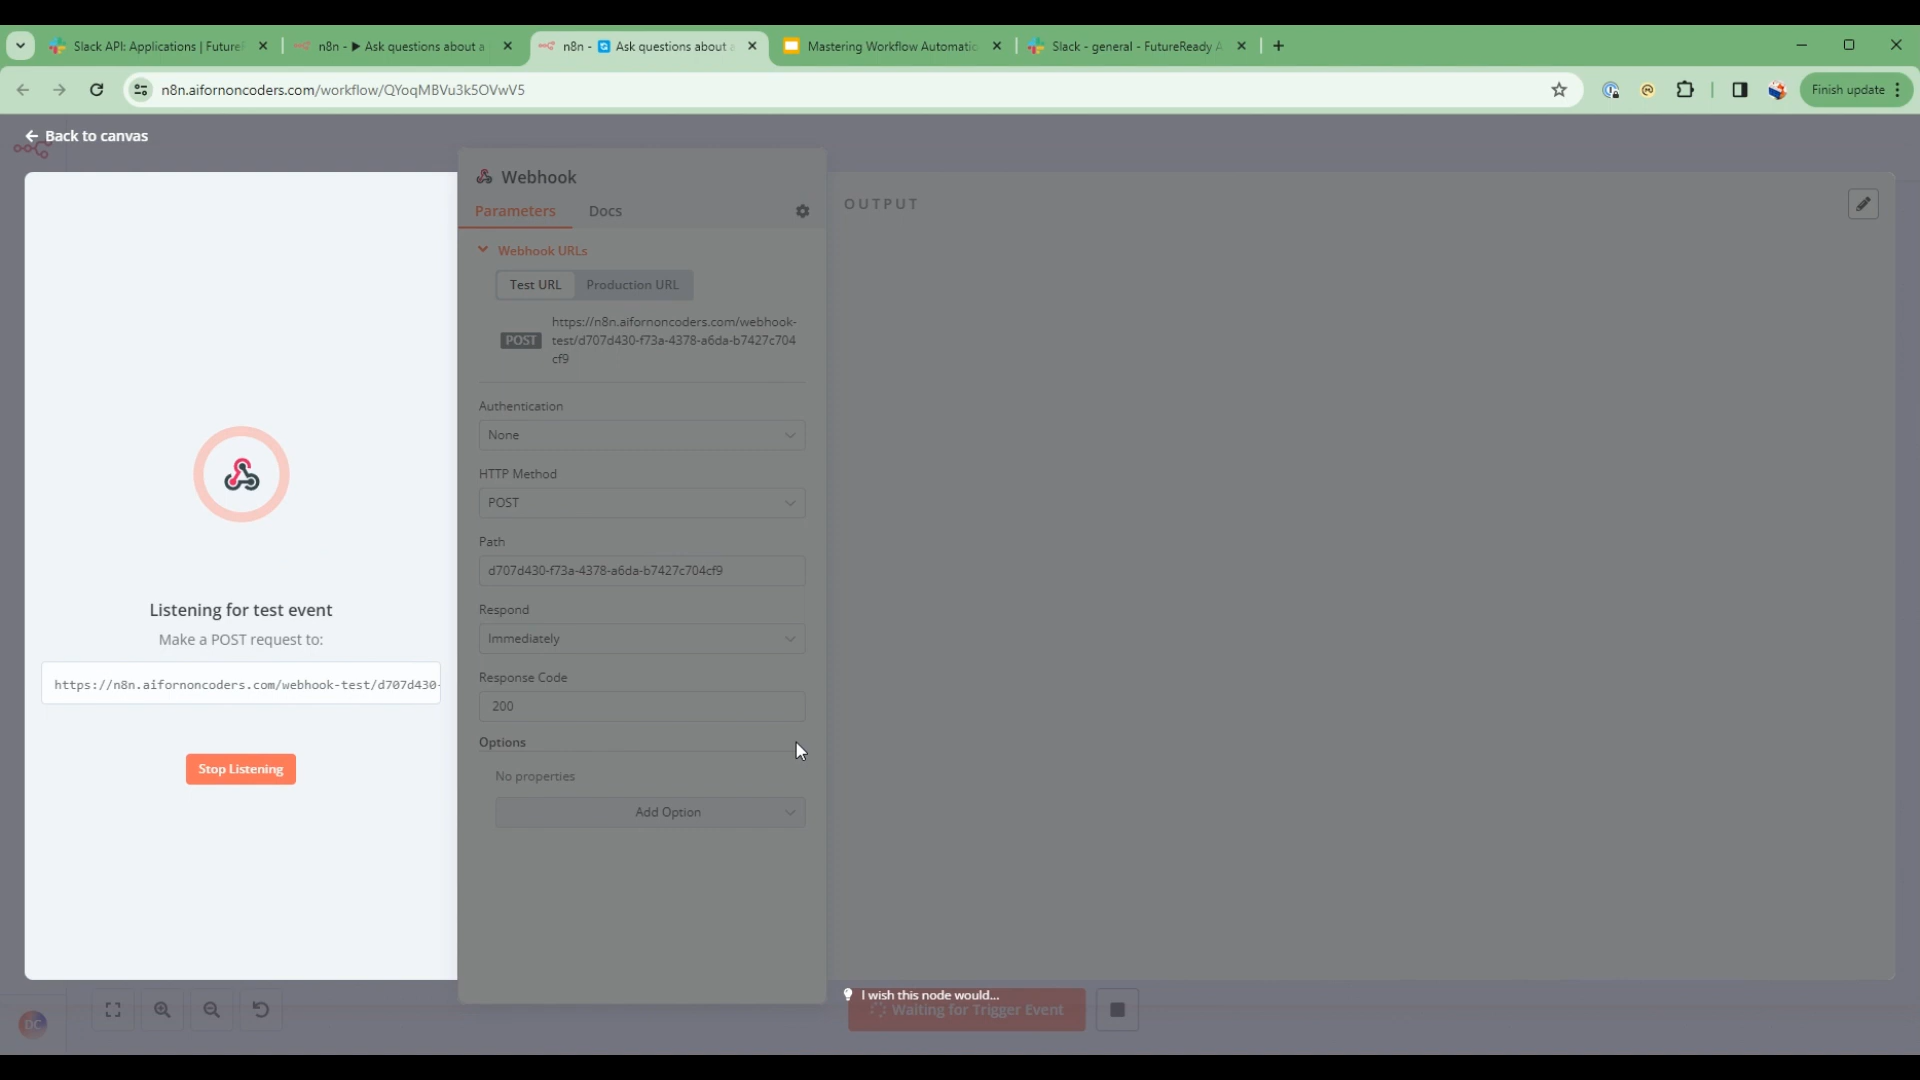 Slack API: Applications | FutureR
n8n - ▶ Ask questions about a
n8n - 🔄 Ask questions about a
Mastering Workflow Automatic
Slack - general - FutureReady A
n8n.aifornoncoders.com/workflow/QYoqMBVu3k5OVwV5
Finish update
← Back to canvas
Webhook
Parameters
Docs
OUTPUT
Webhook URLs
Test URL
Production URL
POST
https://n8n.aifornoncoders.com/webhook-
test/d707d430-f73a-4378-a6da-b7427c704
cf9
Authentication
None
HTTP Method
POST
Path
d707d430-f73a-4378-a6da-b7427c704cf9
Respond
Immediately
Response Code
200
Options
No properties
Add Option
Listening for test event
Make a POST request to:
https://n8n.aifornoncoders.com/webhook-test/d707d430-
Stop Listening
I wish this node would...
Waiting for Trigger Event
DC